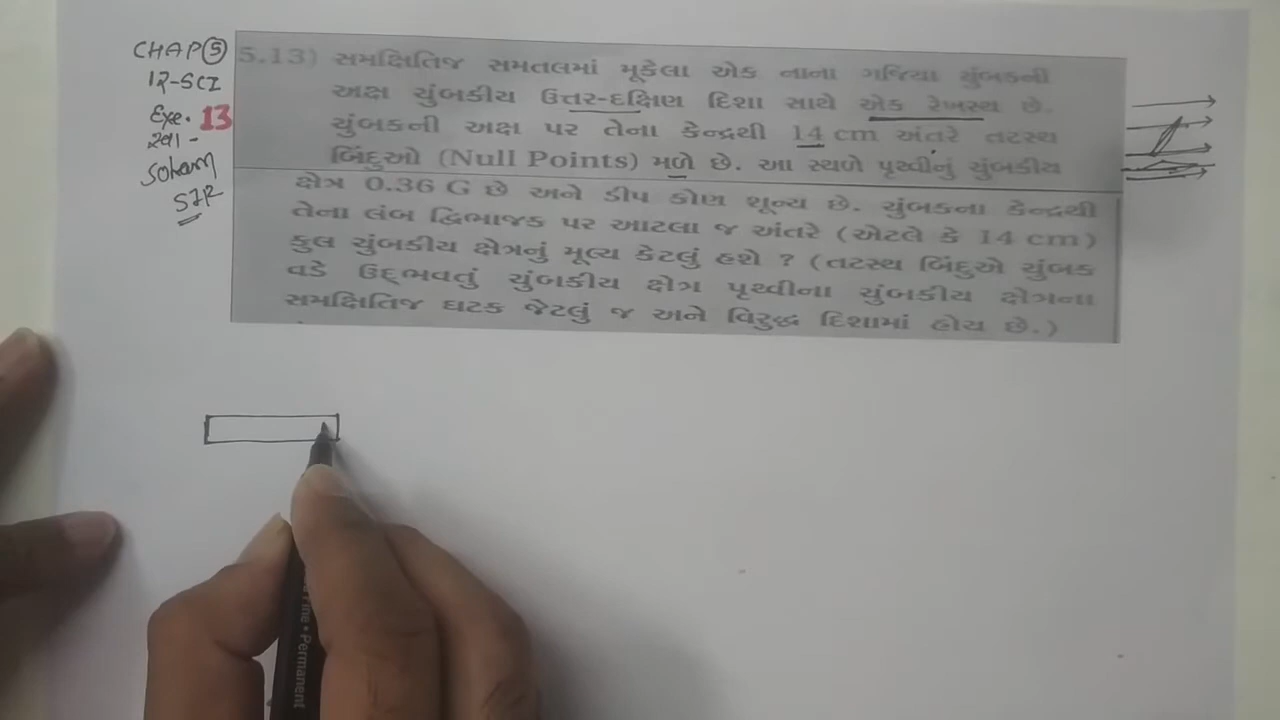 CHAP ⑤
12-SCI
Exe. 13
Soham
SIR
5.13) સમક્ષિતિજ સમતલમાં મૂકેલા એક નાના ગજિયા ચુંબકની
અક્ષ ચુંબકીય ઉત્તર-દક્ષિણ દિશા સાથે એક રેખસ્થ છે.
ચુંબકની અક્ષ પર તેના કેન્દ્રથી 14 cm અંતરે તટસ્થ
બિંદુઓ (Null Points) મળે છે. આ સ્થળે પૃથ્વીનું ચુંબકીય
ક્ષેત્ર 0.36 G છે અને ડીપ કોણ શૂન્ય છે. ચુંબકના કેન્દ્રથી
તેના લંબ દ્વિભાજક પર આટલા જ અંતરે (એટલે કે 14 cm)
કુલ ચુંબકીય ક્ષેત્રનું મૂલ્ય કેટલું હશે ? (તટસ્થ બિંદુએ ચુંબક
વડે ઉદ્ભવતું ચુંબકીય ક્ષેત્ર પૃથ્વીના ચુંબકીય ક્ષેત્રના
સમક્ષિતિજ ઘટક જેટલું જ અને વિરુદ્ધ દિશામાં હોય છે.)
Fine • Permanent